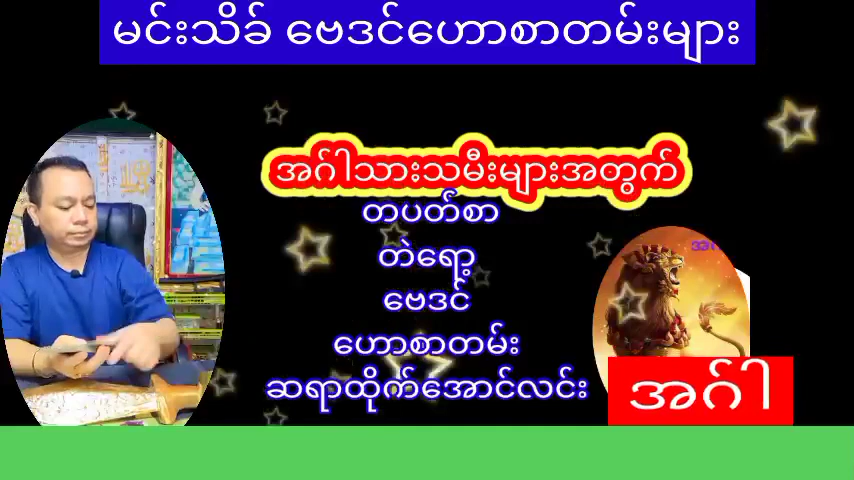 မင်းသိခ် ဗေဒင်ဟောစာတမ်းများ
အင်္ဂါသားသမီးများအတွက်
တပတ်စာ
တဲရော့
ဗေဒင်
ဟောစာတမ်း
ဆရာထိုက်အောင်လင်း
အင်္ဂါ